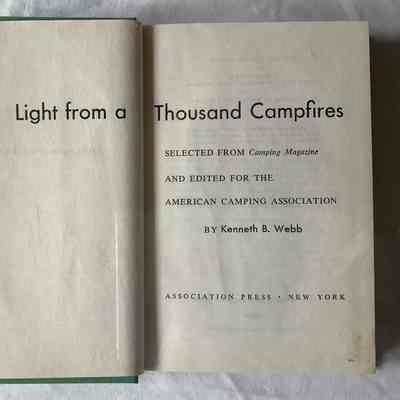 Light from a Thousand Campfires
SELECTED FROM Camping Magazine
AND EDITED FOR THE
AMERICAN CAMPING ASSOCIATION
BY Kenneth B. Webb
ASSOCIATION PRESS • NEW YORK